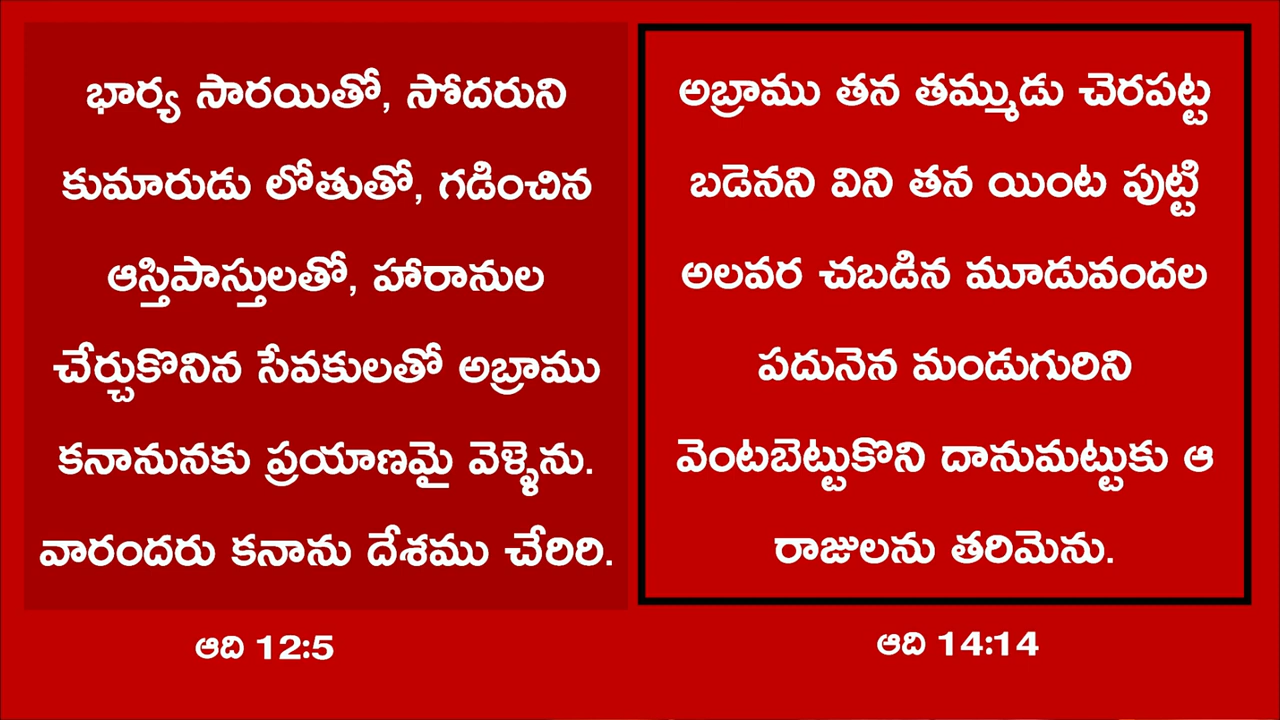 భార్య సారయితో, సోదరుని
కుమారుడు లోతుతో, గడించిన
ఆస్తిపాస్తులతో, హారానుల
చేర్చుకొనిన సేవకులతో అబ్రాము
కనానునకు ప్రయాణమై వెళ్ళెను.
వారందరు కనాను దేశము చేరిరి.
ఆది 12:5
అబ్రాము తన తమ్ముడు చెరపట్ట
బడెనని విని తన యింట పుట్టి
అలవర చబడిన మూడువందల
పదునెన మండుగురిని
వెంటబెట్టుకొని దానుమట్టుకు ఆ
రాజులను తరిమెను.
ఆది 14:14